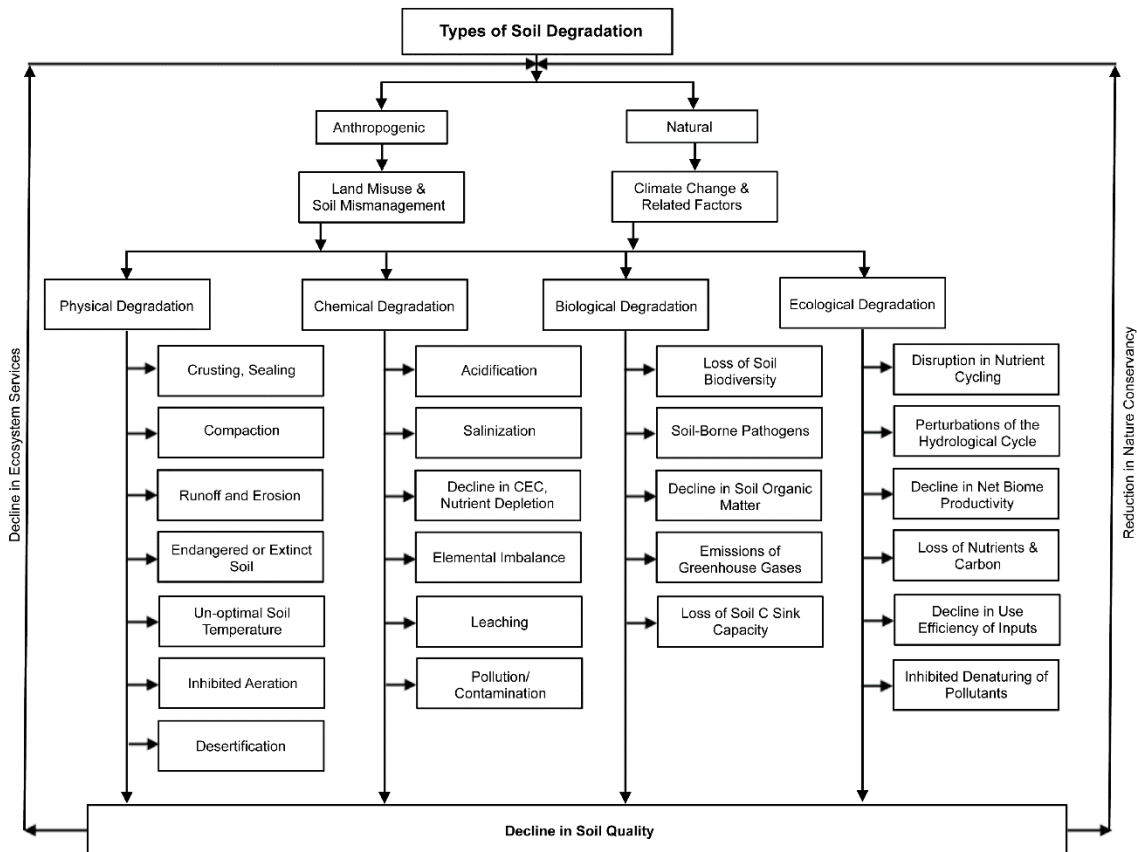 Types of Soil Degradation
Anthropogenic
Natural
Land Misuse &
Soil Mismanagement
Climate Change &
Related Factors
Physical Degradation
Chemical Degradation
Biological Degradation
Ecological Degradation
Crusting, Sealing
Compaction
Runoff and Erosion
Endangered or Extinct
Soil
Un-optimal Soil
Temperature
Inhibited Aeration
Desertification
Acidification
Salinization
Decline in CEC,
Nutrient Depletion
Elemental Imbalance
Leaching
Pollution/
Contamination
Loss of Soil
Biodiversity
Soil-Borne Pathogens
Decline in Soil Organic
Matter
Emissions of
Greenhouse Gases
Loss of Soil C Sink
Capacity
Disruption in Nutrient
Cycling
Perturbations of the
Hydrological Cycle
Decline in Net Biome
Productivity
Loss of Nutrients &
Carbon
Decline in Use
Efficiency of Inputs
Inhibited Denaturing of
Pollutants
Decline in Soil Quality
Decline in Ecosystem Services
Reduction in Nature Conservancy